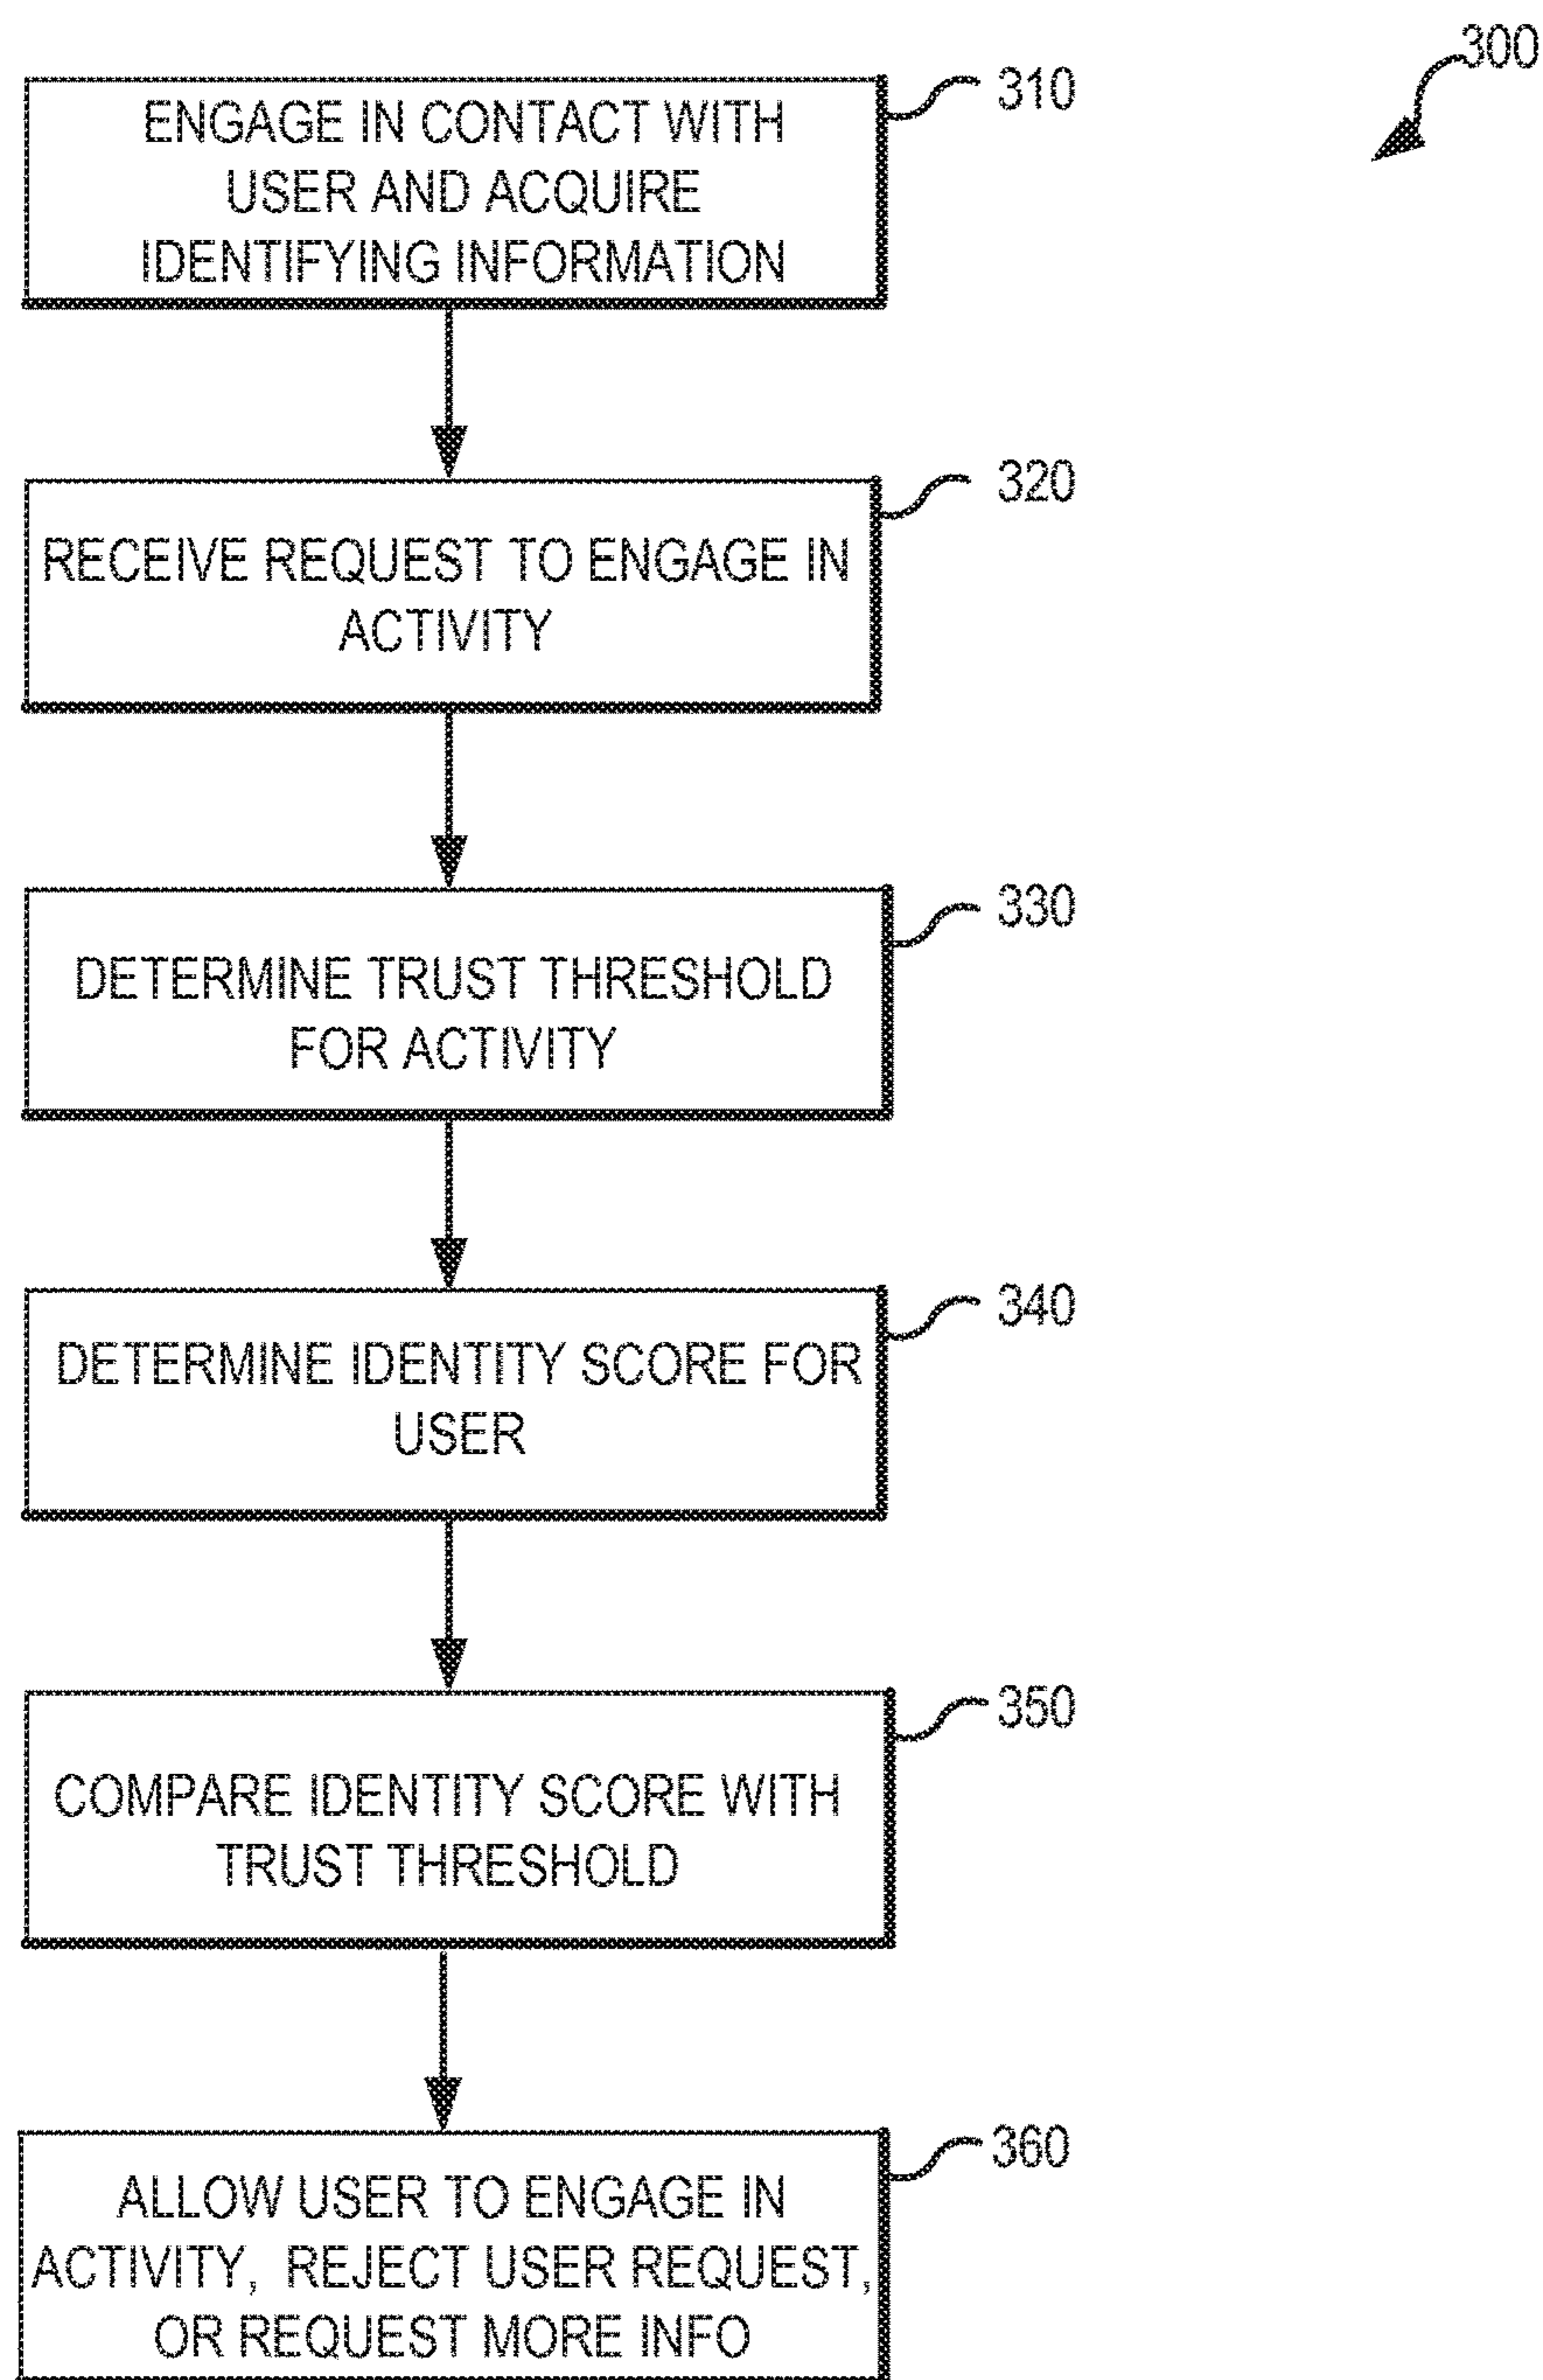 300
310
ENGAGE IN CONTACT WITH
USER AND ACQUIRE
IDENTIFYING INFORMATION
320
RECEIVE REQUEST TO ENGAGE IN
ACTIVITY
330
DETERMINE TRUST THRESHOLD
FOR ACTIVITY
340
DETERMINE IDENTITY SCORE FOR
USER
350
COMPARE IDENTITY SCORE WITH
TRUST THRESHOLD
360
ALLOW USER TO ENGAGE IN
ACTIVITY, REJECT USER REQUEST,
OR REQUEST MORE INFO